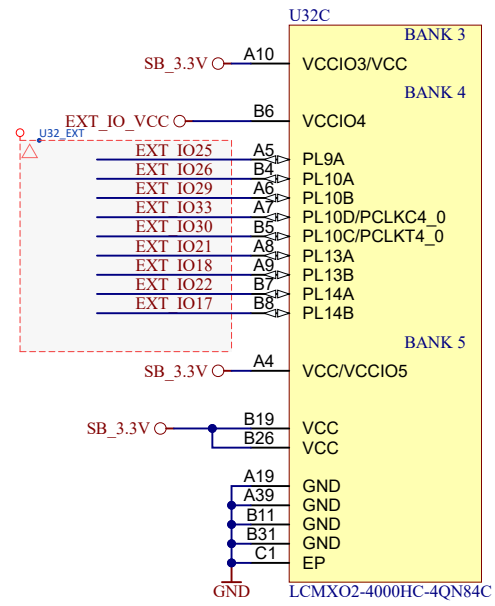 U32C
BANK 3
SB_3.3V A10 VCCIO3/VCC
BANK 4
EXT_IO_VCC B6 VCCIO4
U32_EXT
EXT_IO25 A5 PL9A
EXT_IO26 B4 PL10A
EXT_IO29 A6 PL10B
EXT_IO33 A7 PL10D/PCLKC4_0
EXT_IO30 B5 PL10C/PCLKT4_0
EXT_IO21 A8 PL13A
EXT_IO18 A9 PL13B
EXT_IO22 B7 PL14A
EXT_IO17 B8 PL14B
BANK 5
SB_3.3V A4 VCC/VCCIO5
SB_3.3V B19 VCC
B26 VCC
A19 GND
A39 GND
B11 GND
B31 GND
C1 EP
GND
LCMXO2-4000HC-4QN84C